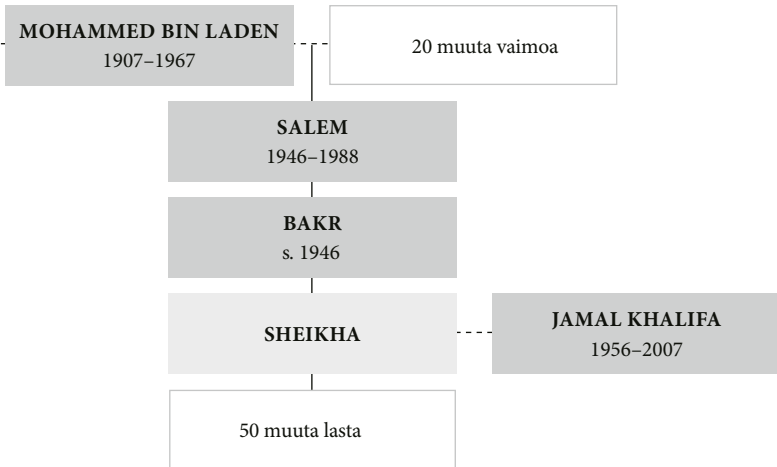 MOHAMMED BIN LADEN
1907–1967
20 muuta vaimoa
SALEM
1946–1988
BAKR
s. 1946
SHEIKHA
JAMAL KHALIFA
1956–2007
50 muuta lasta